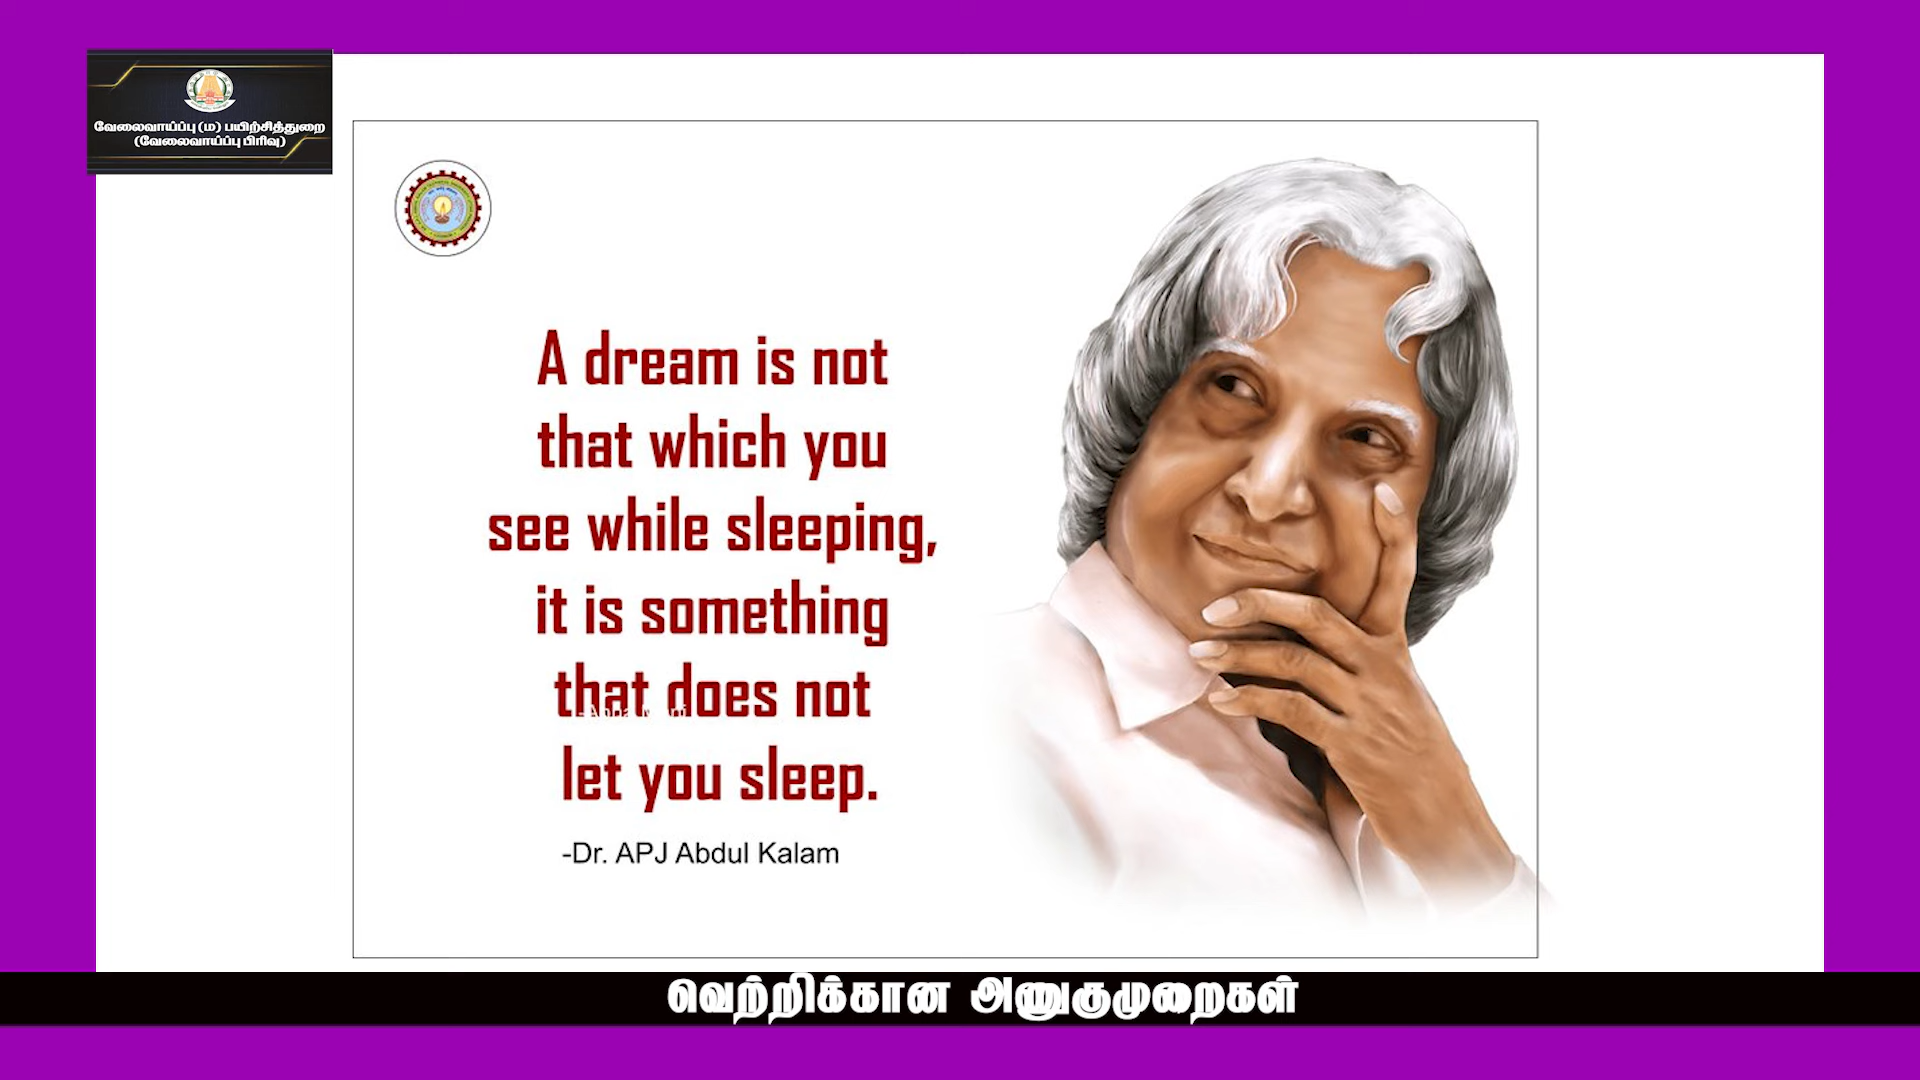 வேலைவாய்ப்பு (ம) பயிற்சித்துறை
(வேலைவாய்ப்பு பிரிவு)
A dream is not
that which you
see while sleeping,
it is something
that does not
let you sleep.
-Dr. APJ Abdul Kalam
வெற்றிக்கான அணுகுமுறைகள்